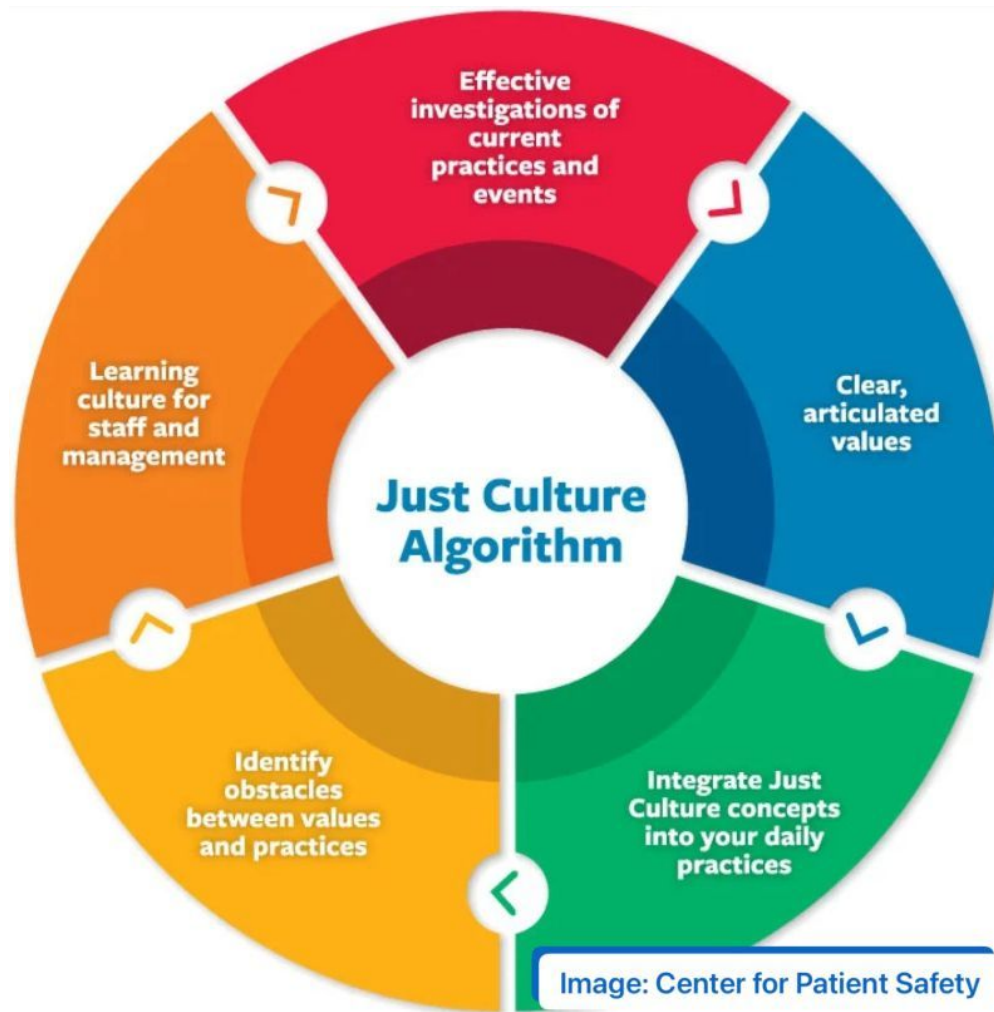 Effective
investigations of
current
practices and
events
Clear,
articulated
values
Integrate Just
Culture concepts
into your daily
practices
Identify
obstacles
between values
and practices
Learning
culture for
staff and
management
Just Culture
Algorithm
Image: Center for Patient Safety